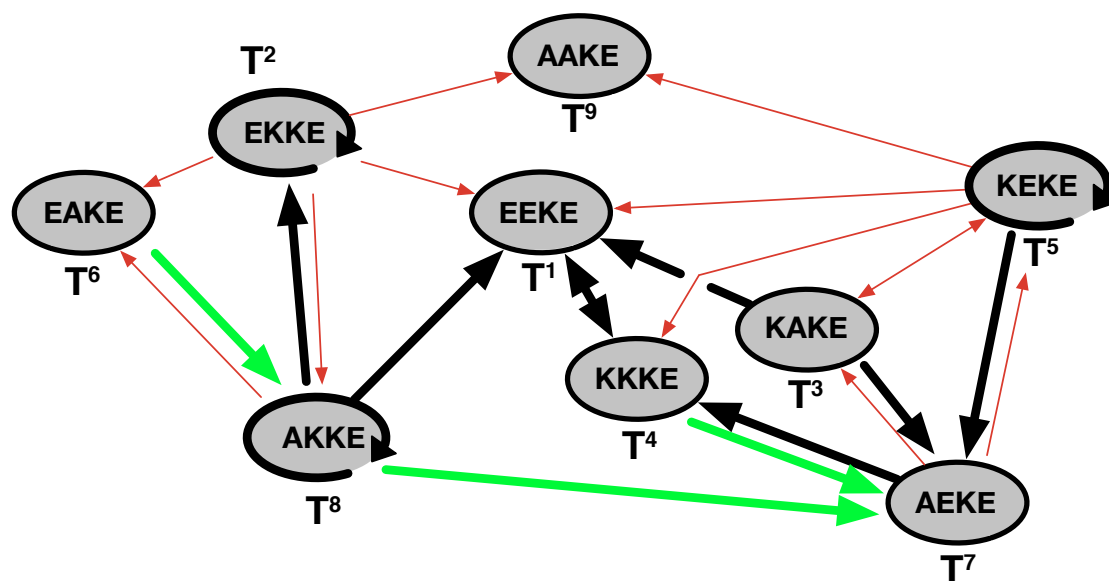 T²
AAKE
T⁹
EKKE
KEKE
T⁵
EAKE
T⁶
EEKE
T¹
KAKE
T³
KKKE
T⁴
AKKE
T⁸
AEKE
T⁷